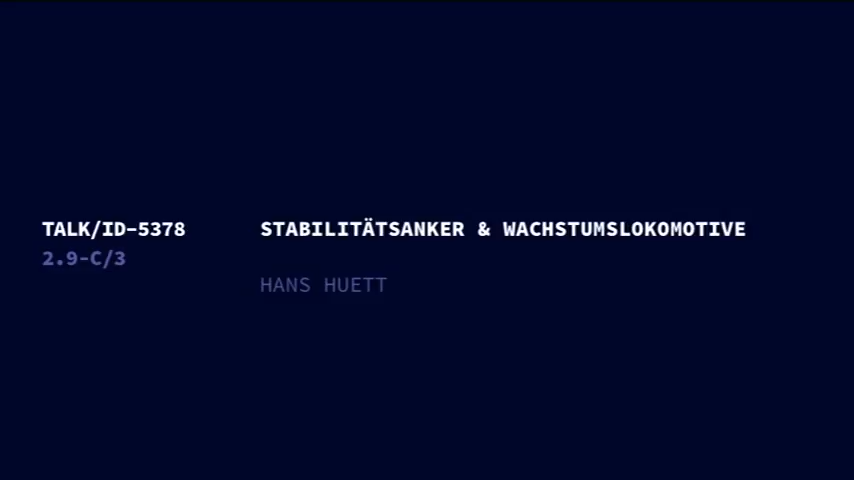 TALK/ID-5378
2.9-C/3
STABILITÄTSANKER & WACHSTUMSLOKOMOTIVE
HANS HUETT